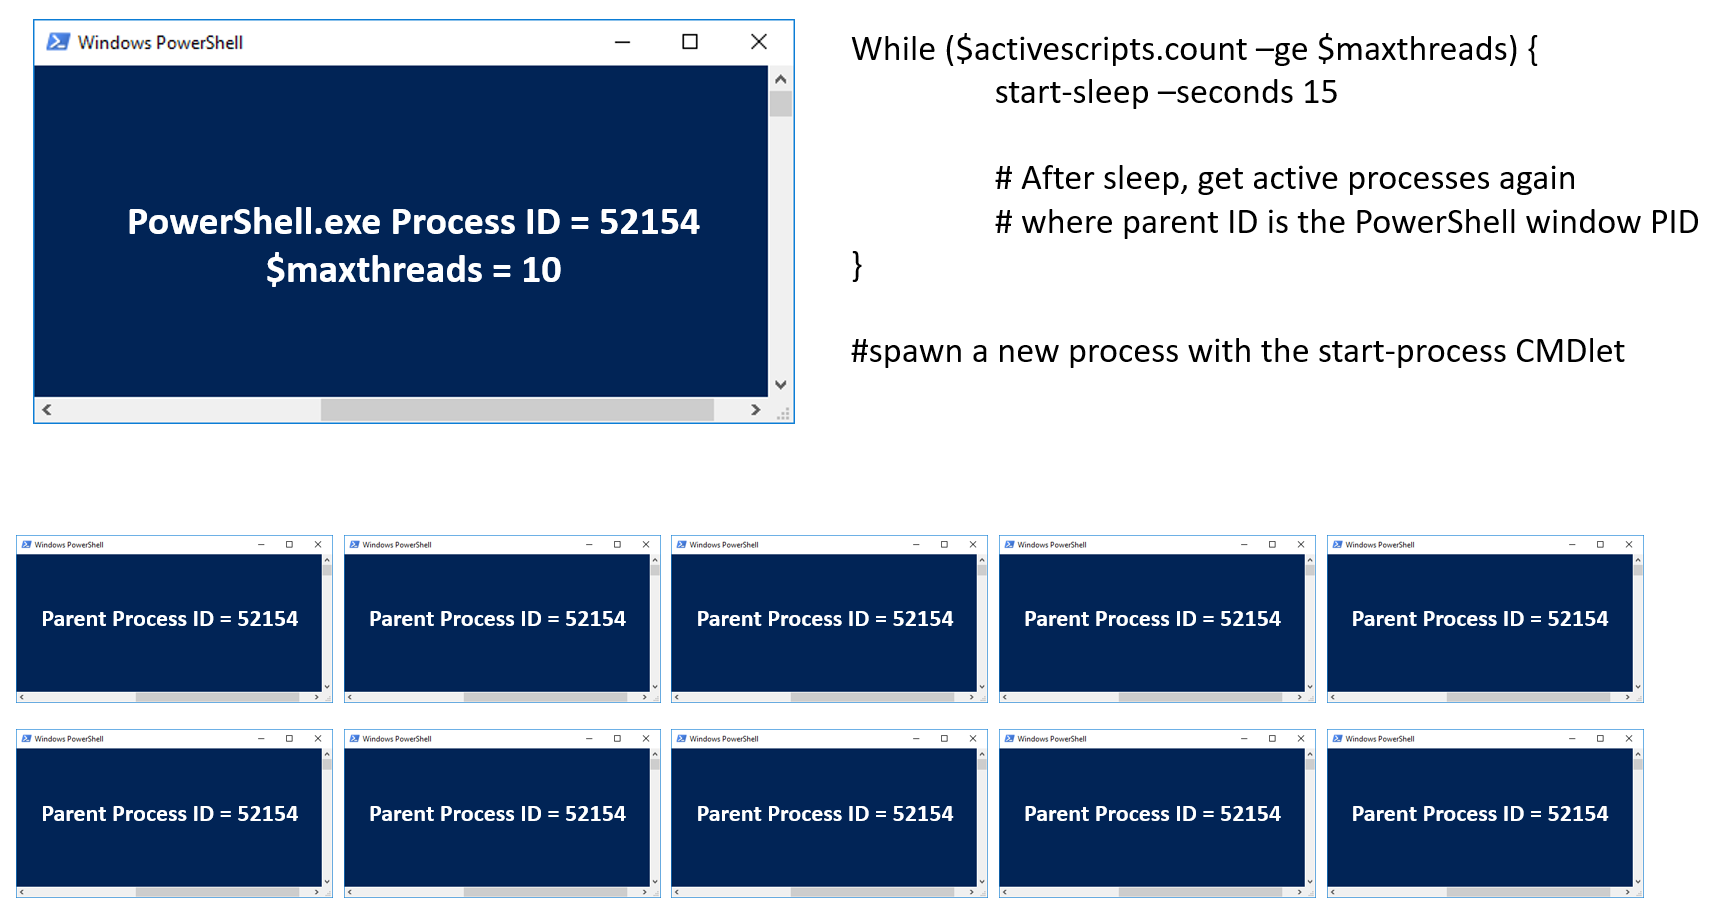 Windows PowerShell
PowerShell.exe Process ID = 52154
$maxthreads = 10
While ($activescripts.count –ge $maxthreads) {
start-sleep –seconds 15
# After sleep, get active processes again
# where parent ID is the PowerShell window PID
}
#spawn a new process with the start-process CMDlet
Windows PowerShell
Parent Process ID = 52154
Windows PowerShell
Parent Process ID = 52154
Windows PowerShell
Parent Process ID = 52154
Windows PowerShell
Parent Process ID = 52154
Windows PowerShell
Parent Process ID = 52154
Windows PowerShell
Parent Process ID = 52154
Windows PowerShell
Parent Process ID = 52154
Windows PowerShell
Parent Process ID = 52154
Windows PowerShell
Parent Process ID = 52154
Windows PowerShell
Parent Process ID = 52154